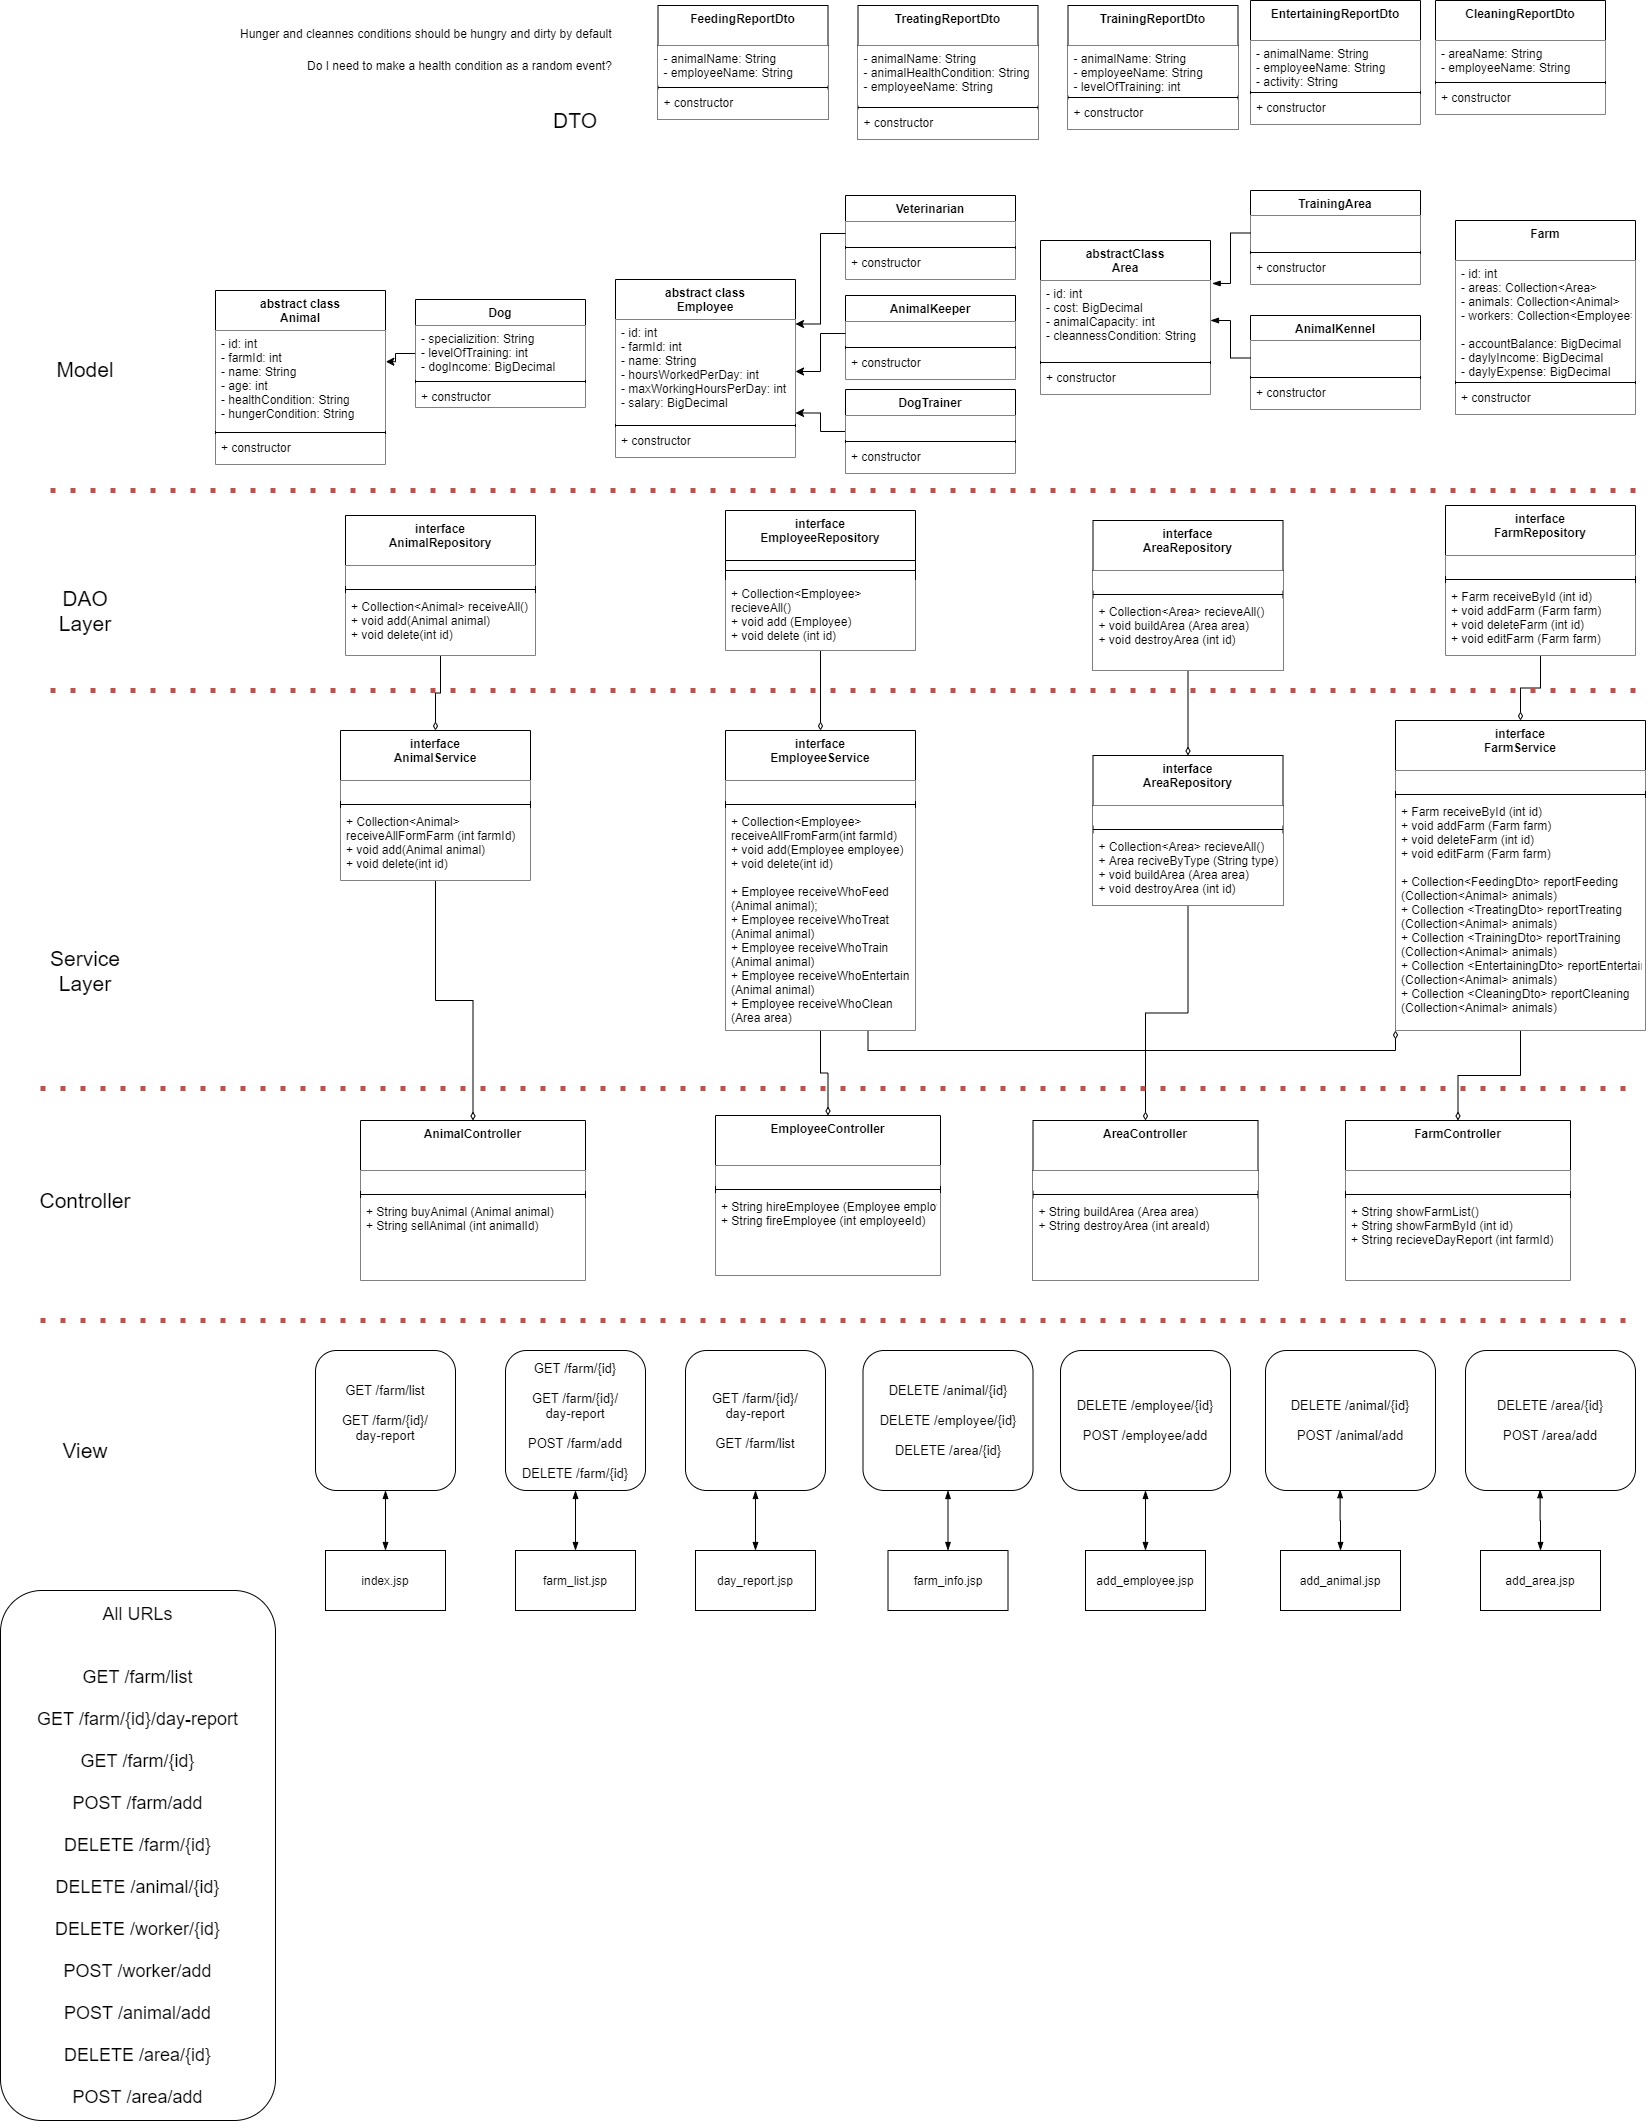 Hunger and cleannes conditions should be hungry and dirty by default
Do I need to make a health condition as a random event?
DTO
FeedingReportDto
- animalName: String
- employeeName: String
+ constructor
TreatingReportDto
- animalName: String
- animalHealthCondition: String
- employeeName: String
+ constructor
TrainingReportDto
- animalName: String
- employeeName: String
- levelOfTraining: int
+ constructor
EntertainingReportDto
- animalName: String
- employeeName: String
- activity: String
+ constructor
CleaningReportDto
- areaName: String
- employeeName: String
+ constructor
Model
abstract class
Animal
- id: int
- farmId: int
- name: String
- age: int
- healthCondition: String
- hungerCondition: String
+ constructor
Dog
- specializition: String
- levelOfTraining: int
- dogIncome: BigDecimal
+ constructor
abstract class
Employee
- id: int
- farmId: int
- name: String
- hoursWorkedPerDay: int
- maxWorkingHoursPerDay: int
- salary: BigDecimal
+ constructor
Veterinarian
+ constructor
AnimalKeeper
+ constructor
DogTrainer
+ constructor
abstractClass
Area
- id: int
- cost: BigDecimal
- animalCapacity: int
- cleannessCondition: String
+ constructor
TrainingArea
+ constructor
AnimalKennel
+ constructor
Farm
- id: int
- areas: Collection<Area>
- animals: Collection<Animal>
- workers: Collection<Employee
- accountBalance: BigDecimal
- daylyIncome: BigDecimal
- daylyExpense: BigDecimal
+ constructor
DAO
Layer
interface
AnimalRepository
+ Collection<Animal> receiveAll()
+ void add(Animal animal)
+ void delete(int id)
interface
EmployeeRepository
+ Collection<Employee>
recieveAll()
+ void add (Employee)
+ void delete (int id)
interface
AreaRepository
+ Collection<Area> recieveAll()
+ void buildArea (Area area)
+ void destroyArea (int id)
interface
FarmRepository
+ Farm receiveById (int id)
+ void addFarm (Farm farm)
+ void deleteFarm (int id)
+ void editFarm (Farm farm)
Service
Layer
interface
AnimalService
+ Collection<Animal>
receiveAllFormFarm (int farmId)
+ void add(Animal animal)
+ void delete(int id)
interface
EmployeeService
+ Collection<Employee>
receiveAllFromFarm(int farmId)
+ void add(Employee employee)
+ void delete(int id)
+ Employee receiveWhoFeed
(Animal animal);
+ Employee receiveWhoTreat
(Animal animal)
+ Employee receiveWhoTrain
(Animal animal)
+ Employee receiveWhoEntertain
(Animal animal)
+ Employee receiveWhoClean
(Area area)
interface
AreaRepository
+ Collection<Area> recieveAll()
+ Area reciveByType (String type)
+ void buildArea (Area area)
+ void destroyArea (int id)
interface
FarmService
+ Farm receiveById (int id)
+ void addFarm (Farm farm)
+ void deleteFarm (int id)
+ void editFarm (Farm farm)
+ Collection<FeedingDto> reportFeeding
(Collection<Animal> animals)
+ Collection <TreatingDto> reportTreating
(Collection<Animal> animals)
+ Collection <TrainingDto> reportTraining
(Collection<Animal> animals)
+ Collection <EntertainingDto> reportEntertai
(Collection<Animal> animals)
+ Collection <CleaningDto> reportCleaning
(Collection<Animal> animals)
Controller
AnimalController
+ String buyAnimal (Animal animal)
+ String sellAnimal (int animalId)
EmployeeController
+ String hireEmployee (Employee emplo
+ String fireEmployee (int employeeId)
AreaController
+ String buildArea (Area area)
+ String destroyArea (int areaId)
FarmController
+ String showFarmList()
+ String showFarmById (int id)
+ String recieveDayReport (int farmId)
View
GET /farm/list
GET /farm/{id}/
day-report
GET /farm/{id}
GET /farm/{id}/
day-report
POST /farm/add
DELETE /farm/{id}
GET /farm/{id}/
day-report
GET /farm/list
DELETE /animal/{id}
DELETE /employee/{id}
DELETE /area/{id}
DELETE /employee/{id}
POST /employee/add
DELETE /animal/{id}
POST /animal/add
DELETE /area/{id}
POST /area/add
index.jsp
farm_list.jsp
day_report.jsp
farm_info.jsp
add_employee.jsp
add_animal.jsp
add_area.jsp
All URLs
GET /farm/list
GET /farm/{id}/day-report
GET /farm/{id}
POST /farm/add
DELETE /farm/{id}
DELETE /animal/{id}
DELETE /worker/{id}
POST /worker/add
POST /animal/add
DELETE /area/{id}
POST /area/add